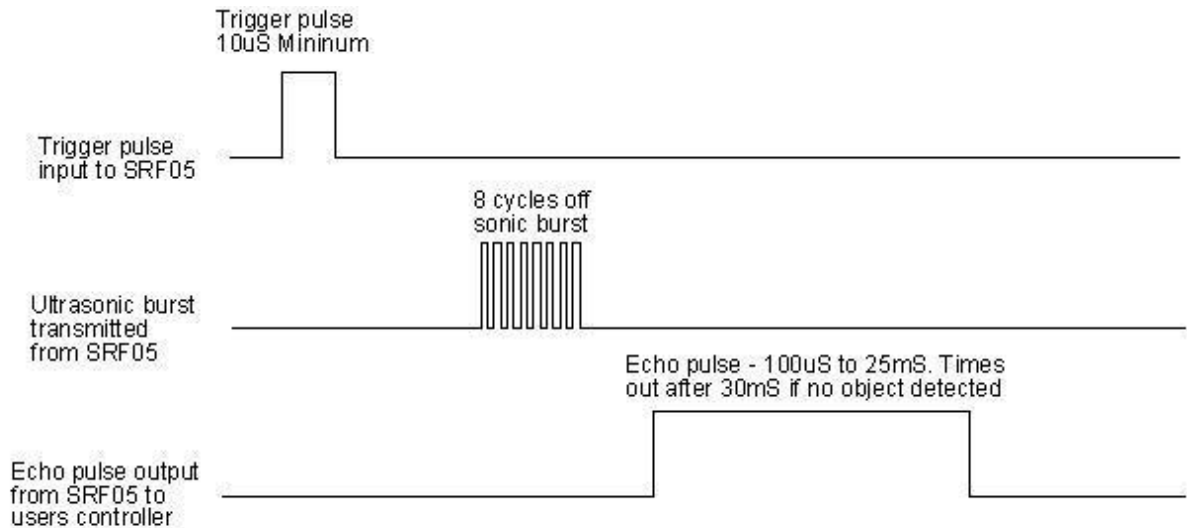 Trigger pulse
10uS Mininum
Trigger pulse
input to SRF05
8 cycles off
sonic burst
Ultrasonic burst
transmitted
from SRF05
Echo pulse - 100uS to 25mS. Times
out after 30mS if no object detected
Echo pulse output
from SRF05 to
users controller